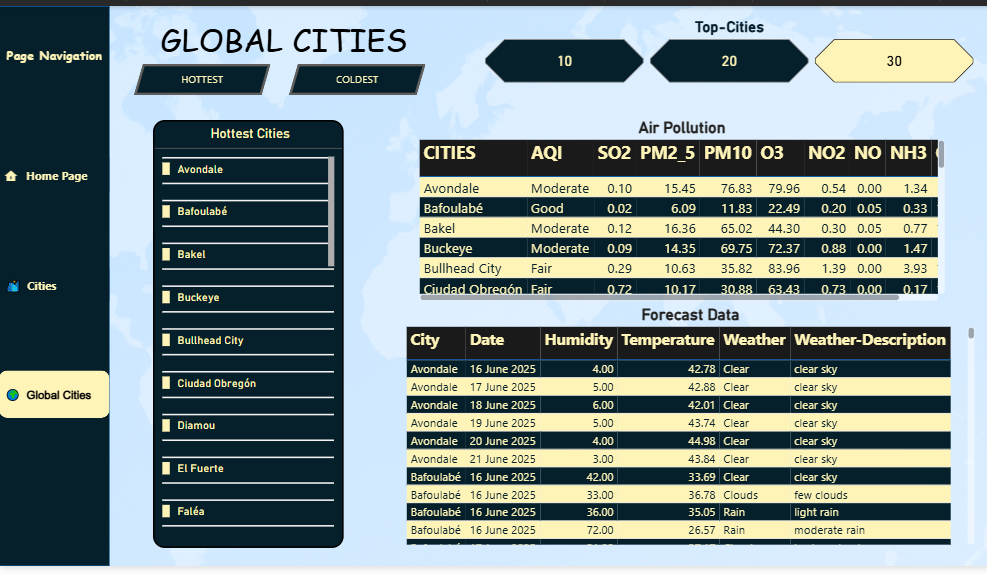 Page Navigation
Home Page
Cities
Global Cities
GLOBAL CITIES
HOTTEST COLDEST
Top-Cities
10 20 30
Hottest Cities
Avondale
Bafoulabé
Bakel
Buckeye
Bullhead City
Ciudad Obregón
Diamou
El Fuerte
Faléa
Air Pollution
CITIES AQI SO2 PM2_5 PM10 O3 NO2 NO NH3
Avondale Moderate 0.10 15.45 76.83 79.96 0.54 0.00 1.34
Bafoulabé Good 0.02 6.09 11.83 22.49 0.20 0.05 0.33
Bakel Moderate 0.12 16.36 65.02 44.30 0.30 0.05 0.77
Buckeye Moderate 0.09 14.35 69.75 72.37 0.88 0.00 1.47
Bullhead City Fair 0.29 10.63 35.82 83.96 1.39 0.00 3.93
Ciudad Obregón Fair 0.72 10.17 30.88 63.43 0.73 0.00 0.17
Forecast Data
City Date Humidity Temperature Weather Weather-Description
Avondale 16 June 2025 4.00 42.78 Clear clear sky
Avondale 17 June 2025 5.00 42.88 Clear clear sky
Avondale 18 June 2025 6.00 42.01 Clear clear sky
Avondale 19 June 2025 5.00 43.74 Clear clear sky
Avondale 20 June 2025 4.00 44.98 Clear clear sky
Avondale 21 June 2025 3.00 43.84 Clear clear sky
Bafoulabé 16 June 2025 42.00 33.69 Clear clear sky
Bafoulabé 16 June 2025 33.00 36.78 Clouds few clouds
Bafoulabé 16 June 2025 36.00 35.05 Rain light rain
Bafoulabé 16 June 2025 72.00 26.57 Rain moderate rain